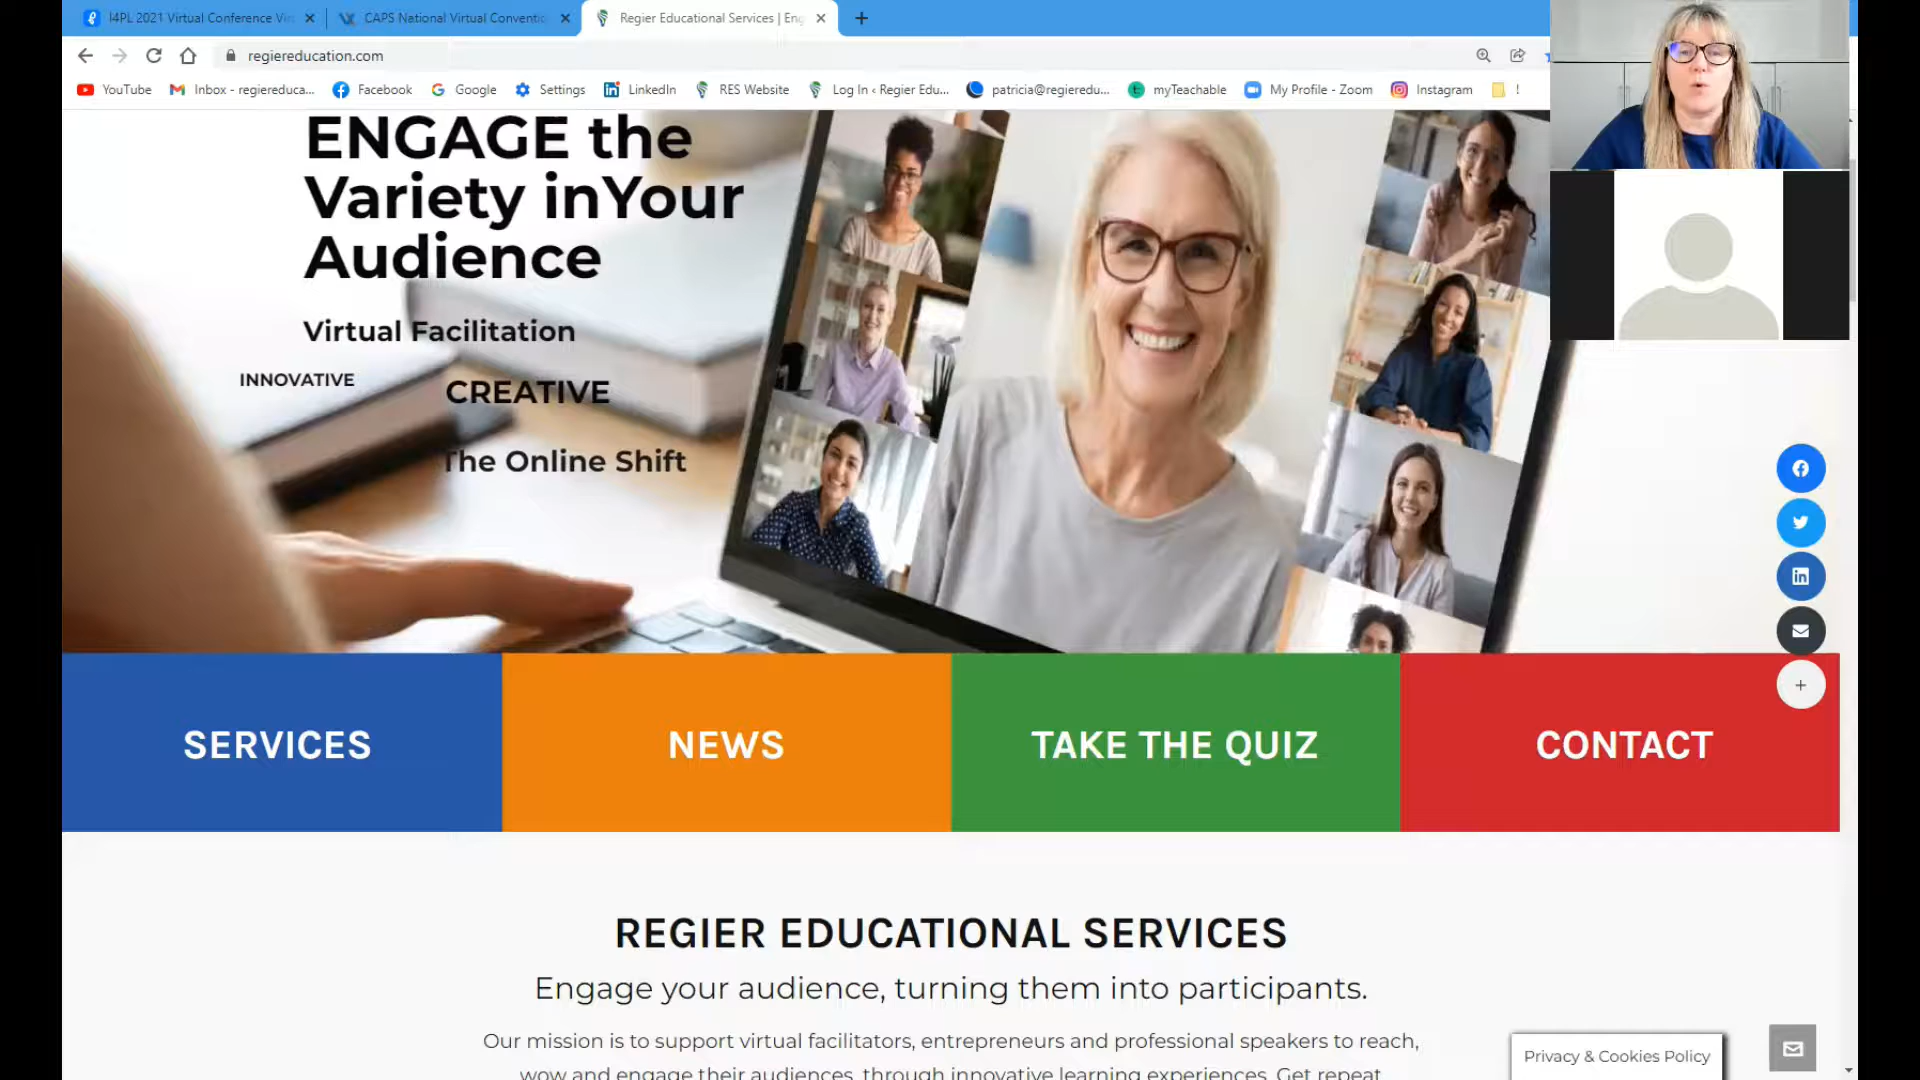 I4PL 2021 Virtual Conference Vir
CAPS National Virtual Conventio
Regier Educational Services | Eng
regiereducation.com
YouTube
Inbox - regiereduca...
Facebook
Google
Settings
LinkedIn
RES Website
Log In ‹ Regier Edu...
patricia@regieredu...
myTeachable
My Profile - Zoom
Instagram
!
ENGAGE the
Variety inYour
Audience
Virtual Facilitation
INNOVATIVE
CREATIVE
The Online Shift
SERVICES
NEWS
TAKE THE QUIZ
CONTACT
REGIER EDUCATIONAL SERVICES
Engage your audience, turning them into participants.
Our mission is to support virtual facilitators, entrepreneurs and professional speakers to reach,
wow and engage their audiences, through innovative learning experiences. Get repeat
Privacy & Cookies Policy